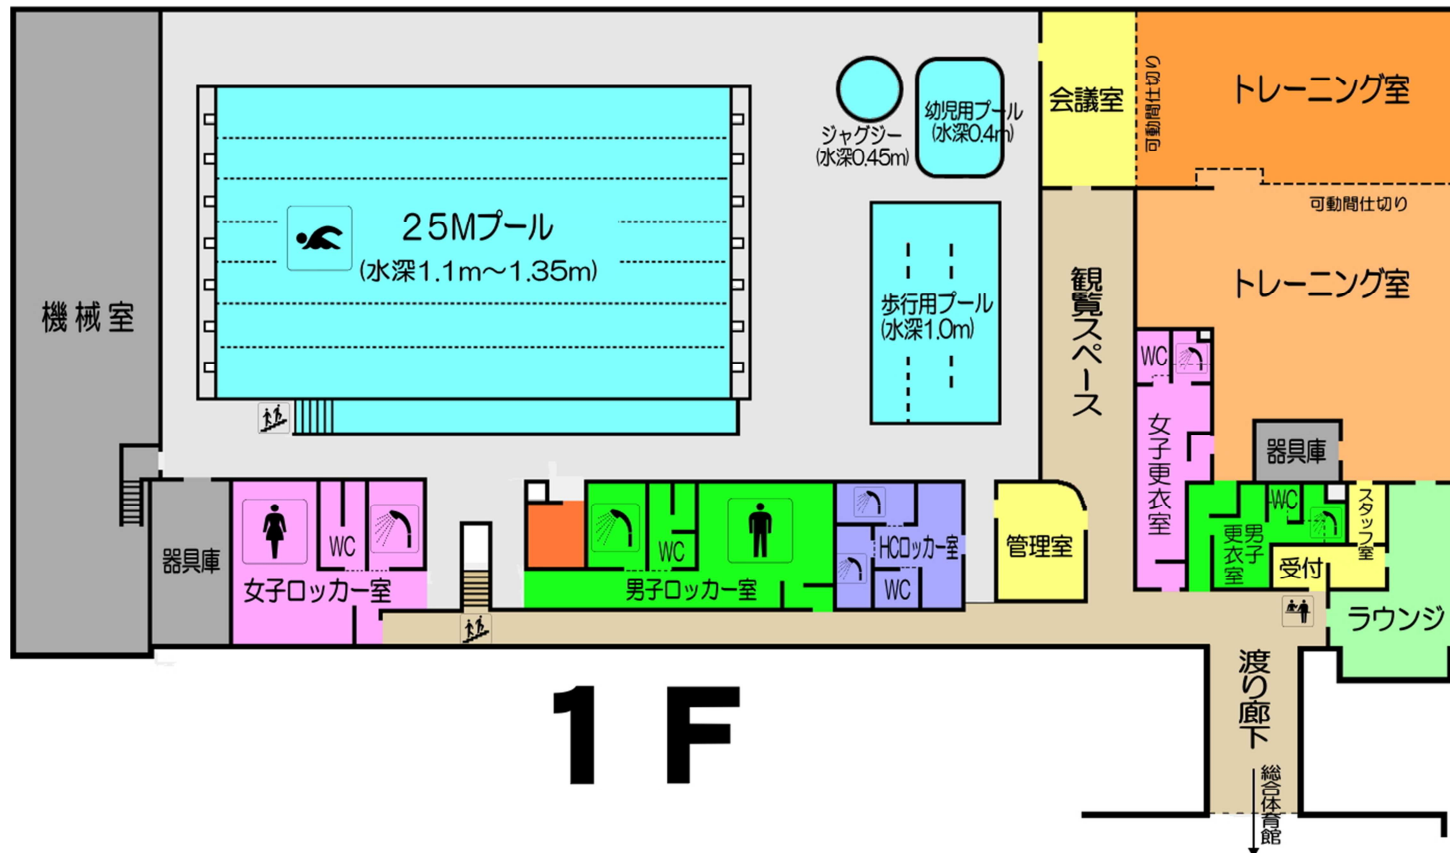 会議室
可動間仕切り
トレーニング室
ジャグジー
(水深0.45m)
幼児用プール
(水深0.4m)
可動間仕切り
25Mプール
(水深1.1m～1.35m)
歩行用プール
(水深1.0m)
機械室
観覧スペース
トレーニング室
WC
女子更衣室
器具庫
器具庫
WC
女子ロッカー室
WC
男子ロッカー室
HCロッカー室
WC
管理室
WC
男子
更衣室
スタッフ室
受付
ラウンジ
渡り廊下
総合体育館
1F